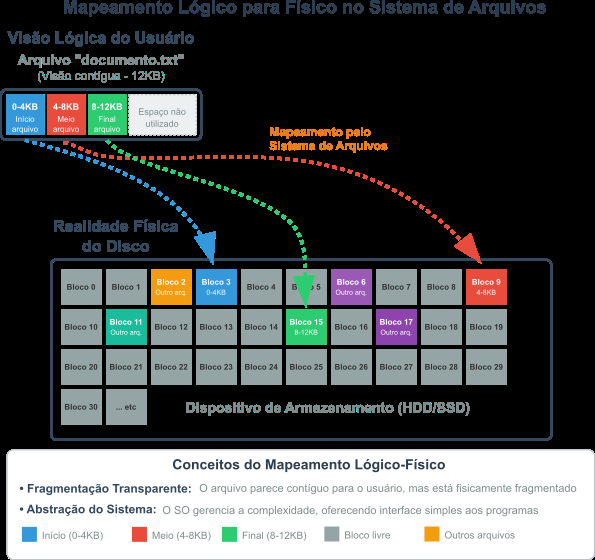 Mapeamento Lógico para Físico no Sistema de Arquivos
Visão Lógica do Usuário
Arquivo "documento.txt"
(Visão contígua - 12KB)
0-4KB
Início
arquivo
4-8KB
Meio
arquivo
8-12KB
Final
arquivo
Espaço não
utilizado
Mapeamento pelo
Sistema de Arquivos
Realidade Física
do Disco
Bloco 0
Bloco 1
Bloco 2
Outro arq.
Bloco 3
0-4KB
Bloco 4
Bloco 5
Bloco 6
Outro arq.
Bloco 7
Bloco 8
Bloco 9
4-8KB
Bloco 10
Bloco 11
Outro arq.
Bloco 12
Bloco 13
Bloco 14
Bloco 15
8-12KB
Bloco 16
Bloco 17
Outro arq.
Bloco 18
Bloco 19
Bloco 20
Bloco 21
Bloco 22
Bloco 23
Bloco 24
Bloco 25
Bloco 26
Bloco 27
Bloco 28
Bloco 29
Bloco 30
... etc
Dispositivo de Armazenamento (HDD/SSD)
Conceitos do Mapeamento Lógico-Físico
• Fragmentação Transparente: O arquivo parece contíguo para o usuário, mas está fisicamente fragmentado
• Abstração do Sistema: O SO gerencia a complexidade, oferecendo interface simples aos programas
Início (0-4KB)
Meio (4-8KB)
Final (8-12KB)
Bloco livre
Outros arquivos